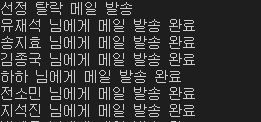 선정 탈락 메일 발송
유재석 님에게 메일 발송 완료
송지효 님에게 메일 발송 완료
김종국 님에게 메일 발송 완료
하하 님에게 메일 발송 완료
전소민 님에게 메일 발송 완료
지석진 님에게 메일 발송 완료